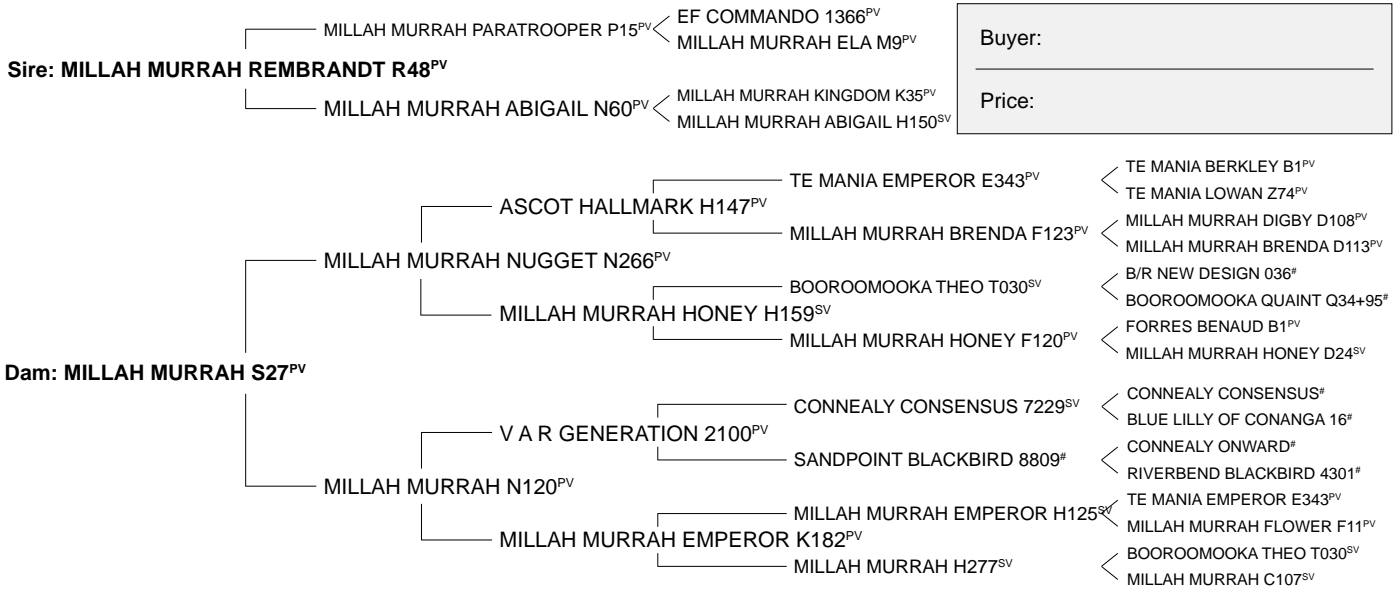 MILLAH MURRAH PARATROOPER P15PV
EF COMMANDO 1366PV
MILLAH MURRAH ELA M9PV
Sire: MILLAH MURRAH REMBRANDT R48PV
MILLAH MURRAH ABIGAIL N60PV
MILLAH MURRAH KINGDOM K35PV
MILLAH MURRAH ABIGAIL H150SV
Buyer:
Price:
TE MANIA EMPEROR E343PV
TE MANIA BERKLEY B1PV
TE MANIA LOWAN Z74PV
ASCOT HALLMARK H147PV
MILLAH MURRAH BRENDA F123PV
MILLAH MURRAH DIGBY D108PV
MILLAH MURRAH BRENDA D113PV
MILLAH MURRAH NUGGET N266PV
BOOROOMOOKA THEO T030SV
B/R NEW DESIGN 036#
BOOROOMOOKA QUAINT Q34+95#
MILLAH MURRAH HONEY H159SV
MILLAH MURRAH HONEY F120PV
FORRES BENAUD B1PV
MILLAH MURRAH HONEY D24SV
Dam: MILLAH MURRAH S27PV
CONNEALY CONSENSUS 7229SV
CONNEALY CONSENSUS#
BLUE LILLY OF CONANGA 16#
V A R GENERATION 2100PV
SANDPOINT BLACKBIRD 8809#
CONNEALY ONWARD#
RIVERBEND BLACKBIRD 4301#
MILLAH MURRAH N120PV
MILLAH MURRAH EMPEROR H125SV
TE MANIA EMPEROR E343PV
MILLAH MURRAH FLOWER F11PV
MILLAH MURRAH EMPEROR K182PV
MILLAH MURRAH H277SV
BOOROOMOOKA THEO T030SV
MILLAH MURRAH C107SV